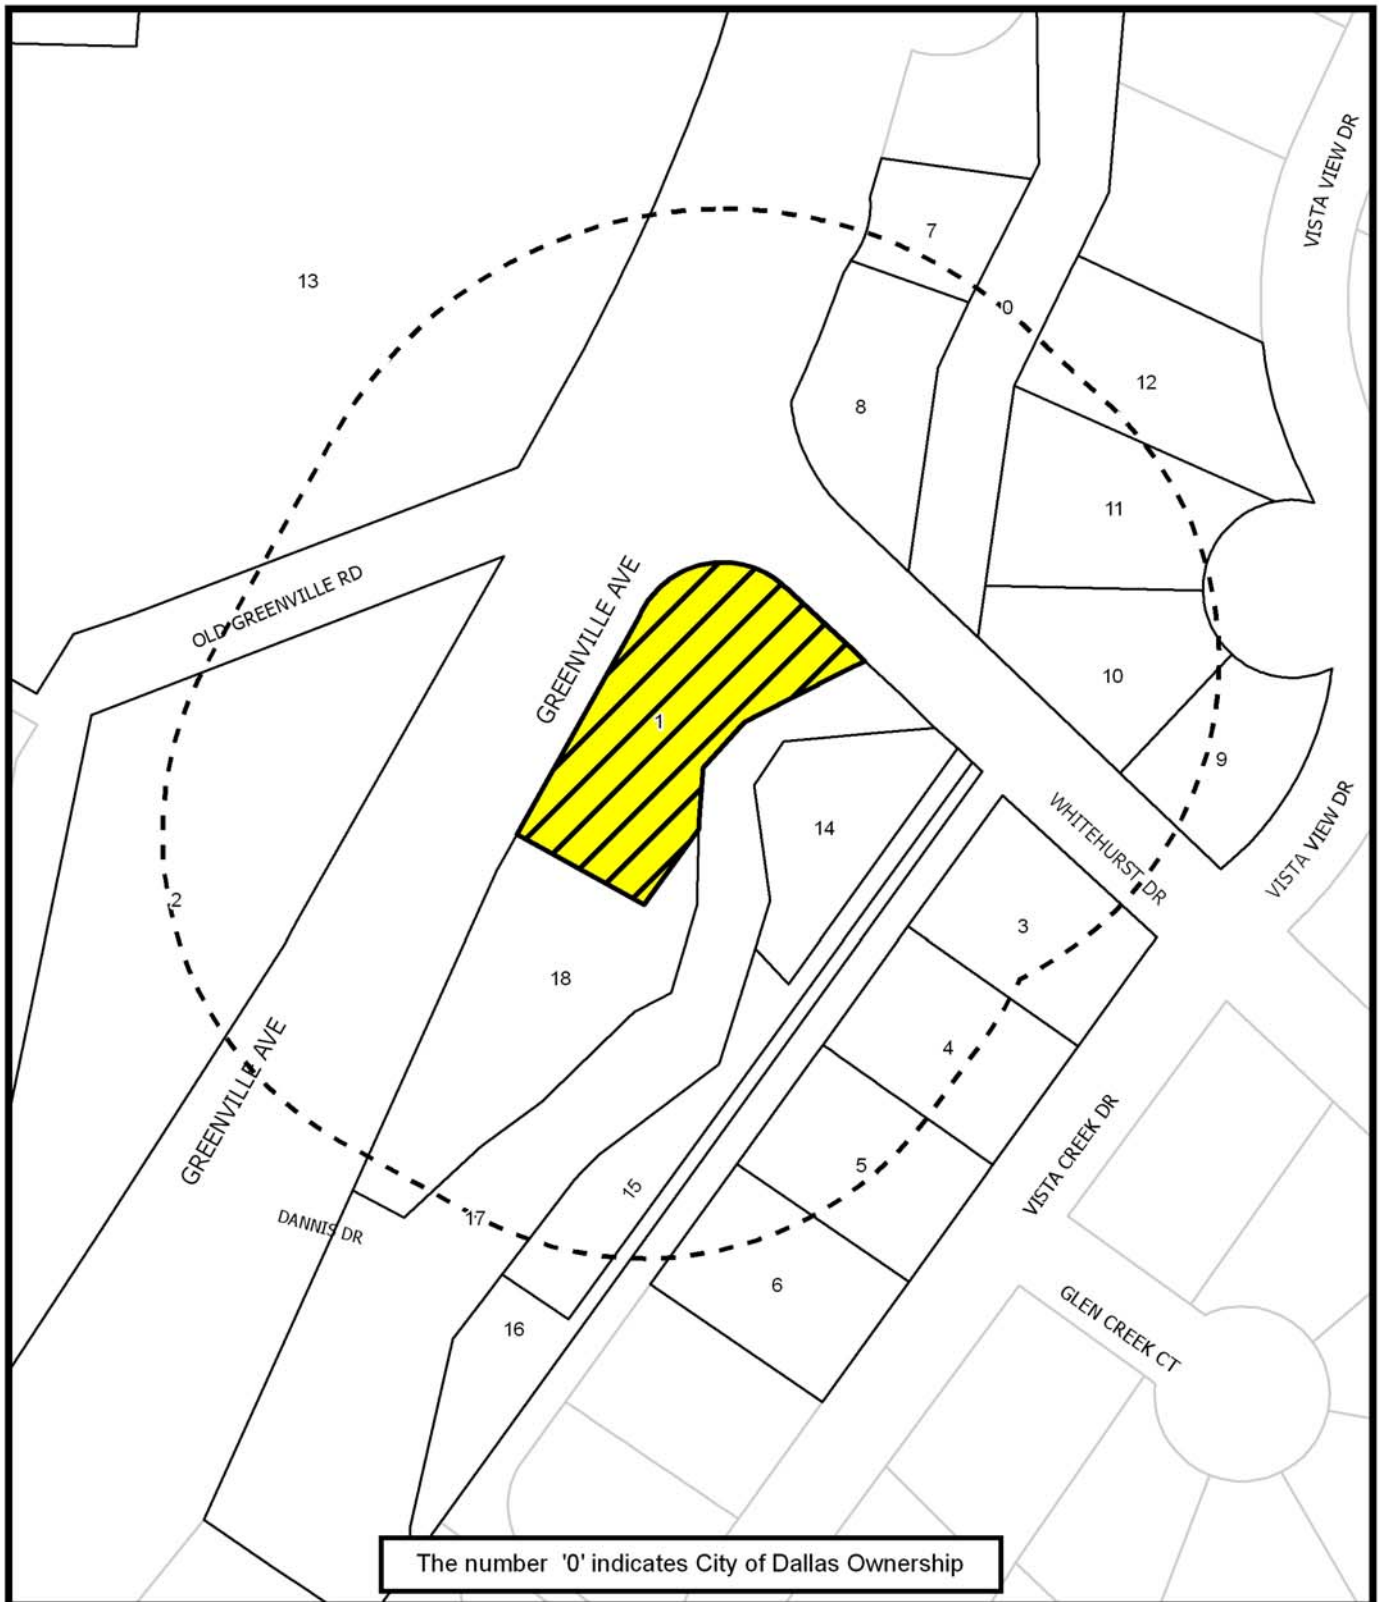 VISTA VIEW DR
7
13
0
12
8
11
OLD GREENVILLE RD
GREENVILLE AVE
10
1
9
14
WHITEHURST DR
VISTA VIEW DR
2
3
18
4
GREENVILLE AVE
VISTA CREEK DR
5
15
17
DANNIS DR
6
16
GLEN CREEK CT
The number '0' indicates City of Dallas Ownership